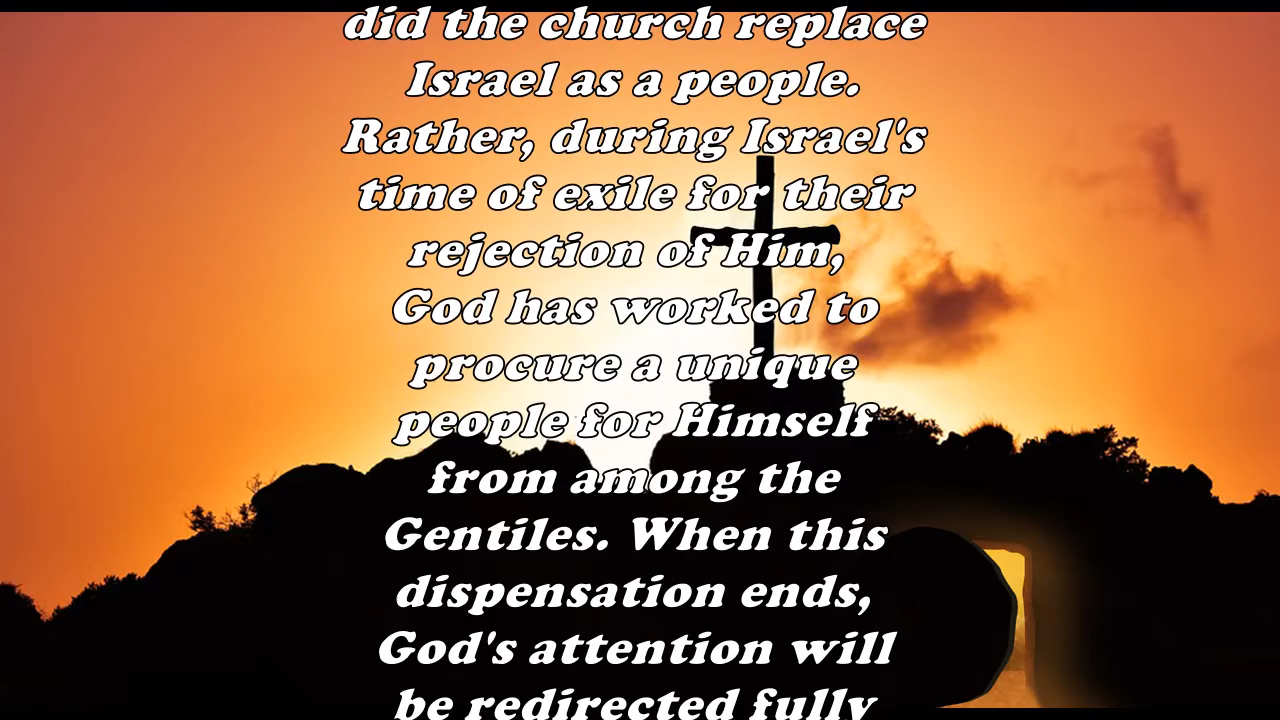 did the church replace
Israel as a people.
Rather, during Israel's
time of exile for their
rejection of Him,
God has worked to
procure a unique
people for Himself
from among the
Gentiles. When this
dispensation ends,
God's attention will
be redirected fully